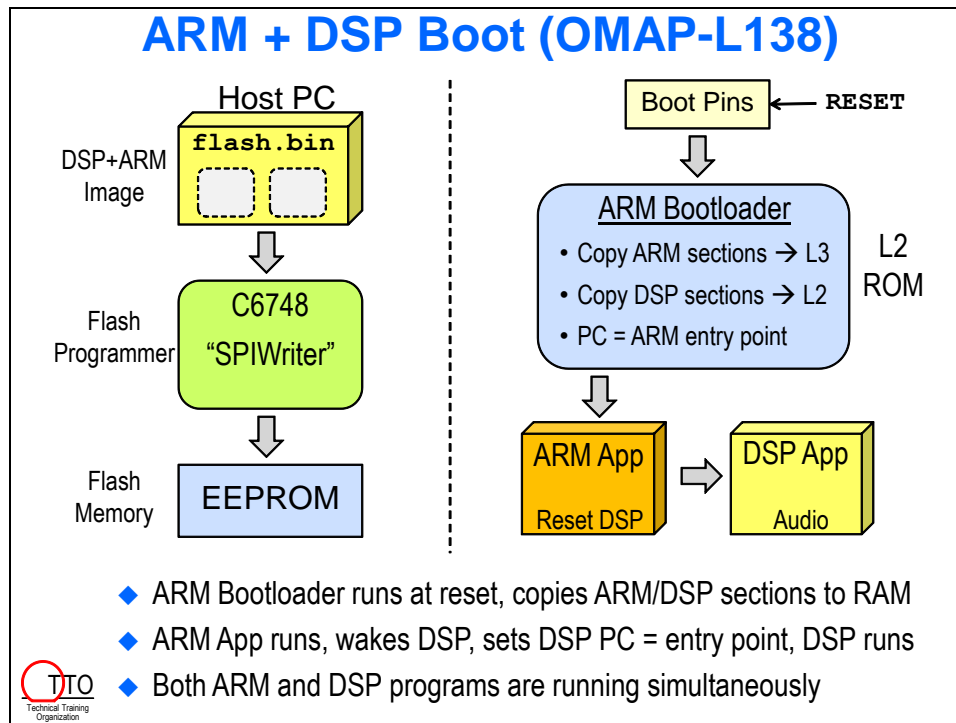 ARM + DSP Boot (OMAP-L138)
Host PC
DSP+ARM
Image
flash.bin
Flash
Programmer
C6748
“SPIWriter”
Flash
Memory
EEPROM
Boot Pins
RESET
ARM Bootloader
• Copy ARM sections → L3
• Copy DSP sections → L2
• PC = ARM entry point
L2
ROM
ARM App
Reset DSP
DSP App
Audio
◆ ARM Bootloader runs at reset, copies ARM/DSP sections to RAM
◆ ARM App runs, wakes DSP, sets DSP PC = entry point, DSP runs
◆ Both ARM and DSP programs are running simultaneously
TTO
Technical Training
Organization